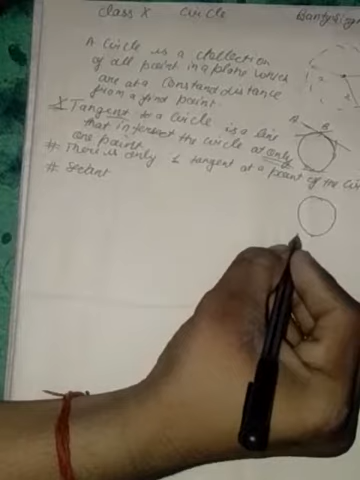 Class X Circle
A Circle is a Collection
of all point in a plane which
are at a Constant distance
from a fixed point.
X Tangent to a Circle is a line
that intersect the circle at only
one point.
# There is only 1 tangent at a point of the Cir
# Secant
A B